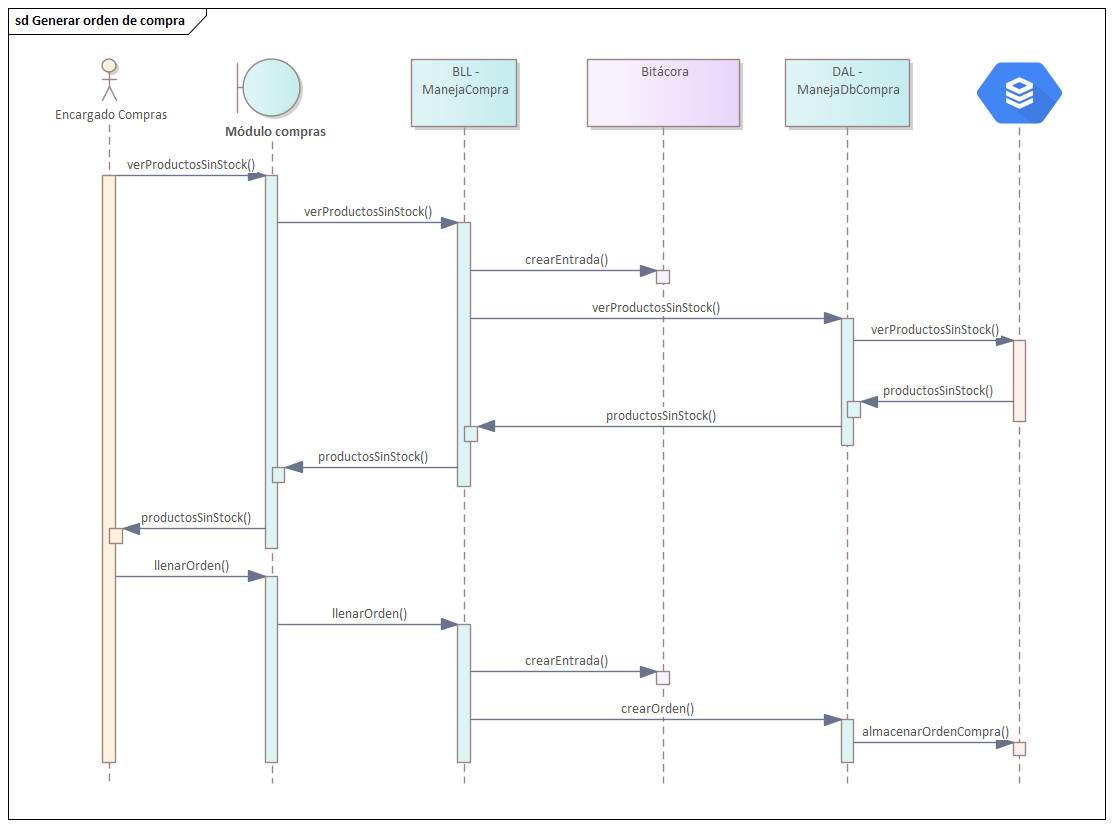 sd Generar orden de compra
Encargado Compras
Módulo compras
BLL -
ManejaCompra
Bitácora
DAL -
ManejaDbCompra
verProductosSinStock()
verProductosSinStock()
crearEntrada()
verProductosSinStock()
verProductosSinStock()
productosSinStock()
productosSinStock()
productosSinStock()
productosSinStock()
llenarOrden()
llenarOrden()
crearEntrada()
crearOrden()
almacenarOrdenCompra()